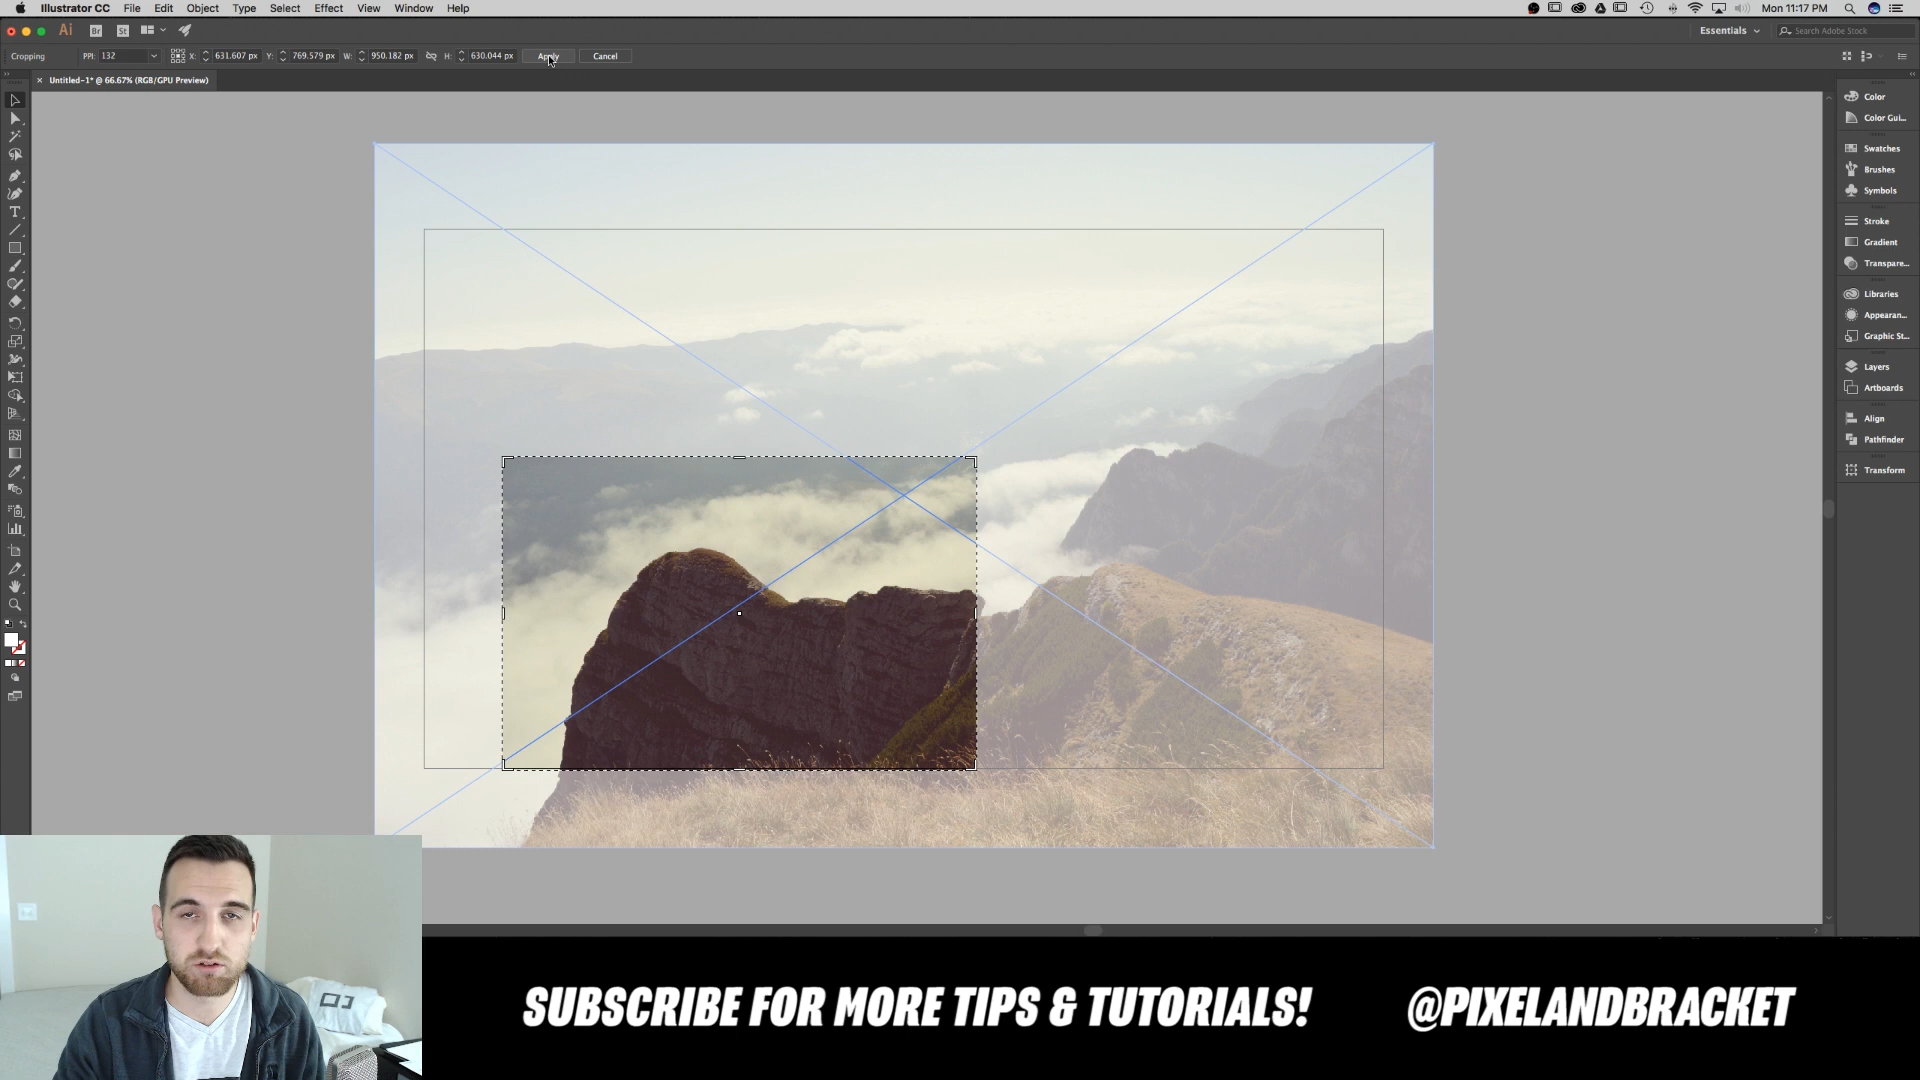 Illustrator CC File Edit Object Type Select Effect View Window Help
Mon 11:17 PM
Ai Br St
Essentials
Search Adobe Stock
Cropping PPI: 132 X: 631.607 px Y: 769.579 px W: 950.182 px H: 630.044 px Apply Cancel
× Untitled-1* @ 66.67% (RGB/GPU Preview)
Color
Color Gui...
Swatches
Brushes
Symbols
Stroke
Gradient
Transpare...
Libraries
Appearan...
Graphic St...
Layers
Artboards
Align
Pathfinder
Transform
SUBSCRIBE FOR MORE TIPS & TUTORIALS! @PIXELANDBRACKET